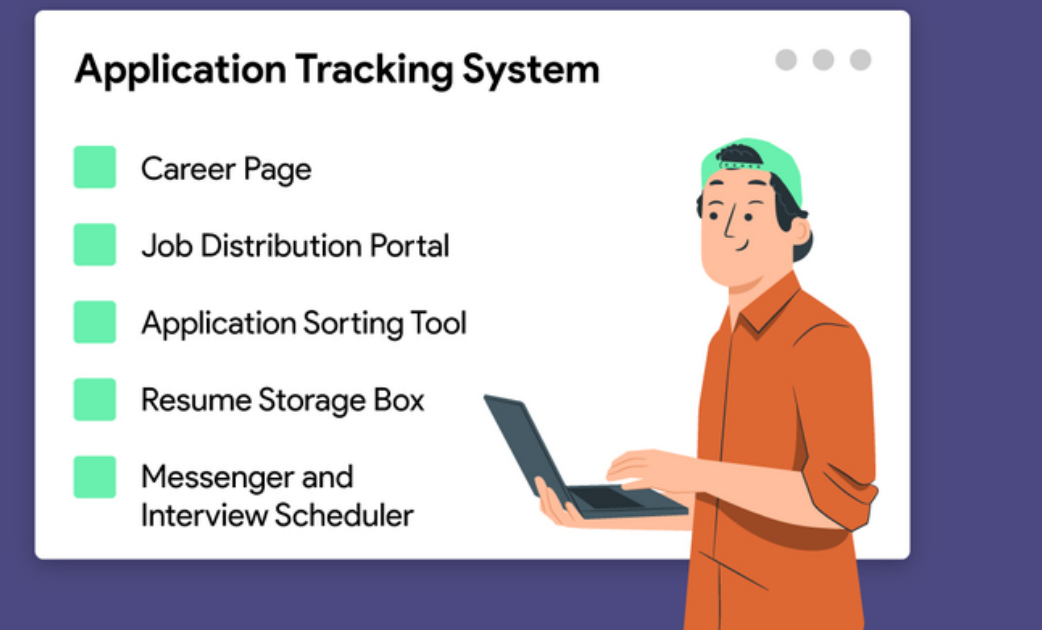 Application Tracking System
Career Page
Job Distribution Portal
Application Sorting Tool
Resume Storage Box
Messenger and
Interview Scheduler